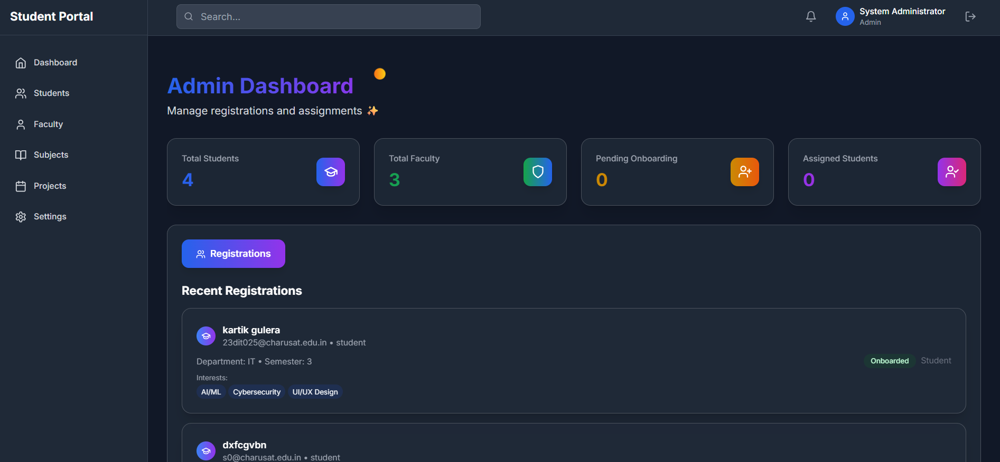 Student Portal
Search...
System Administrator
Admin
Dashboard
Students
Faculty
Subjects
Projects
Settings
Admin Dashboard
Manage registrations and assignments ✨
Total Students
4
Total Faculty
3
Pending Onboarding
0
Assigned Students
0
Registrations
Recent Registrations
kartik gulera
23dit025@charusat.edu.in • student
Department: IT • Semester: 3
Onboarded Student
Interests:
AI/ML Cybersecurity UI/UX Design
dxfcgvbn
s0@charusat.edu.in • student